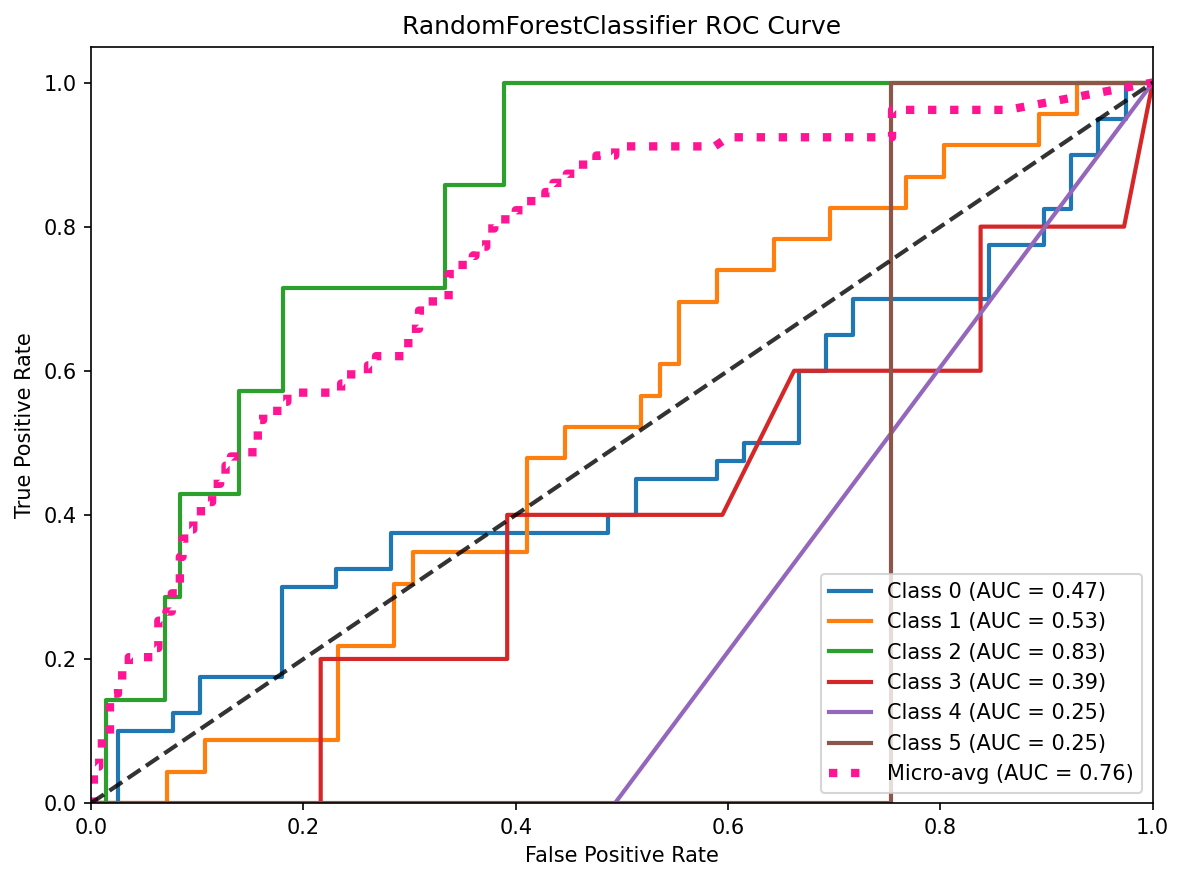 RandomForestClassifier ROC Curve
True Positive Rate
1.0
0.8
0.6
0.4
0.2
0.0
Class 0 (AUC = 0.47)
Class 1 (AUC = 0.53)
Class 2 (AUC = 0.83)
Class 3 (AUC = 0.39)
Class 4 (AUC = 0.25)
Class 5 (AUC = 0.25)
Micro-avg (AUC = 0.76)
0.0 0.2 0.4 0.6 0.8 1.0
False Positive Rate